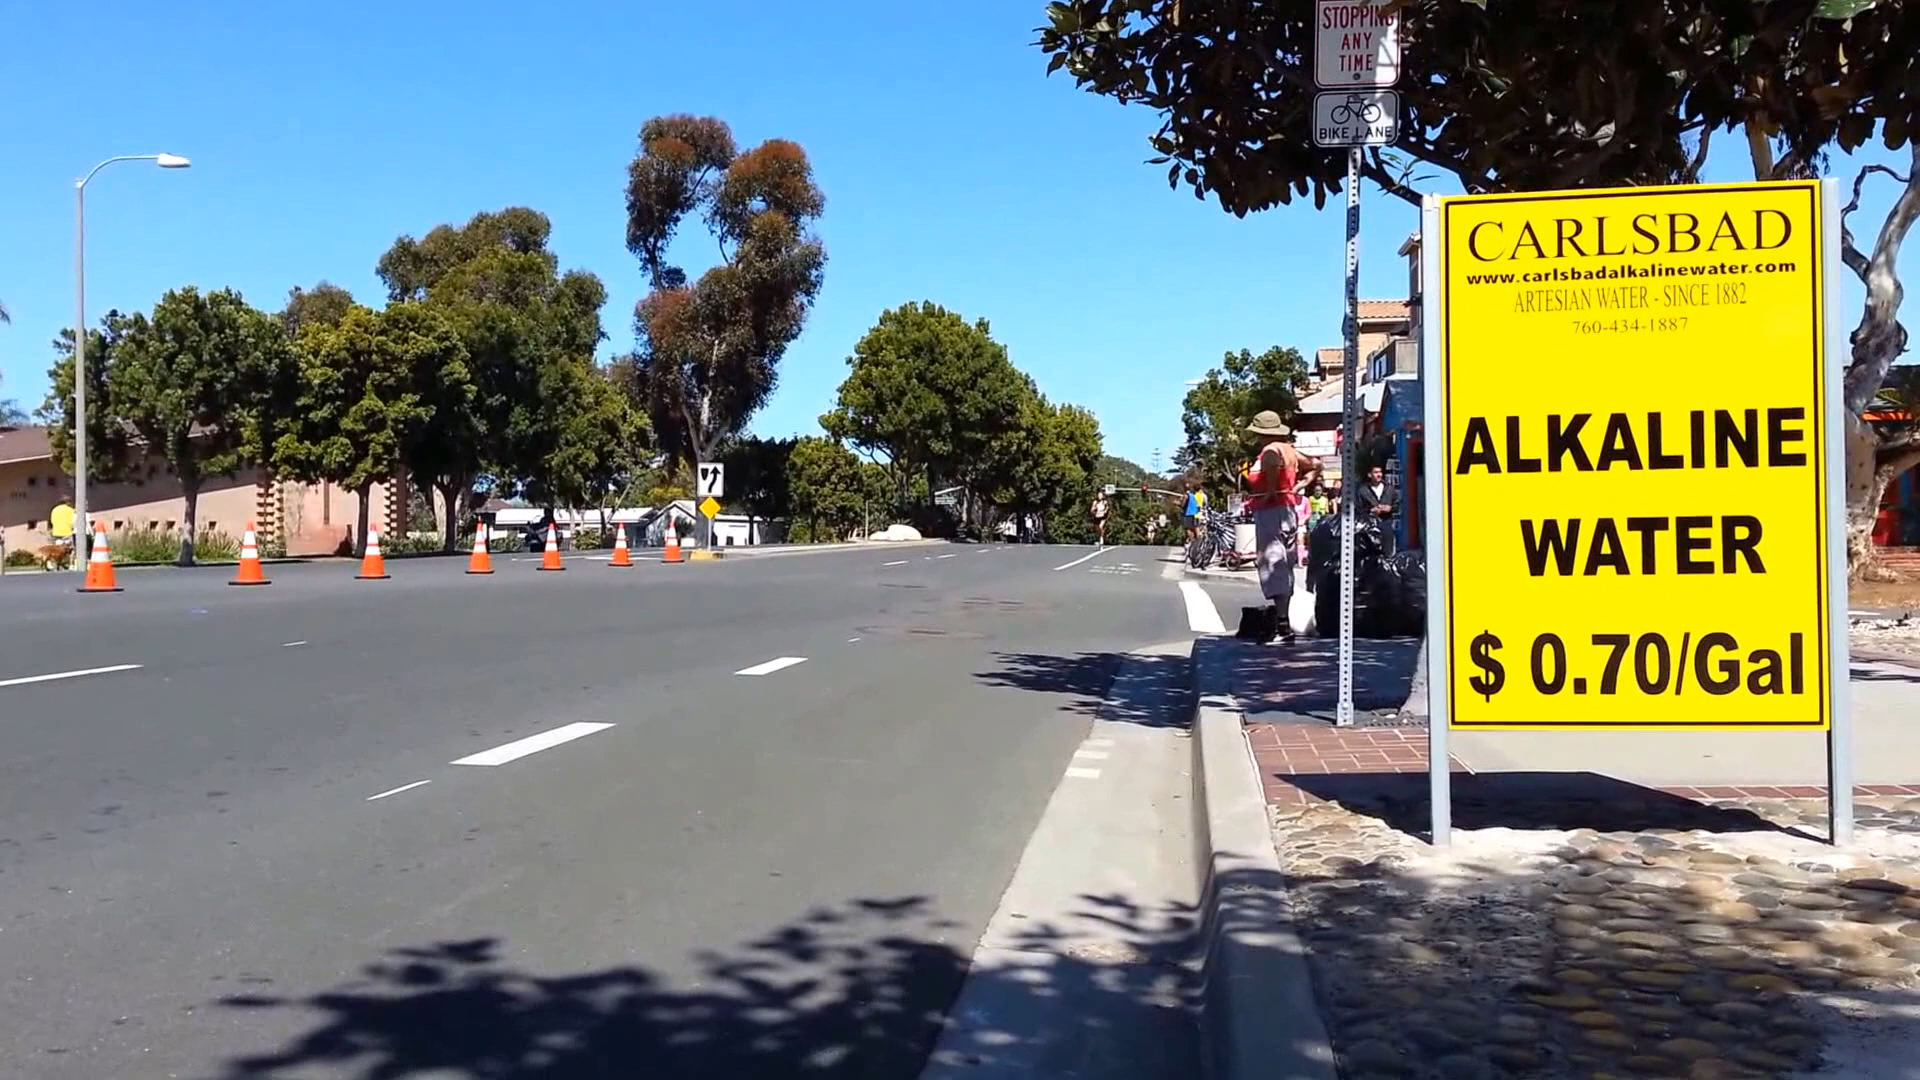 STOPPING
ANY
TIME
BIKE LANE
CARLSBAD
www.carlsbadalkalinewater.com
ARTESIAN WATER - SINCE 1882
760-434-1887
ALKALINE
WATER
$ 0.70/Gal